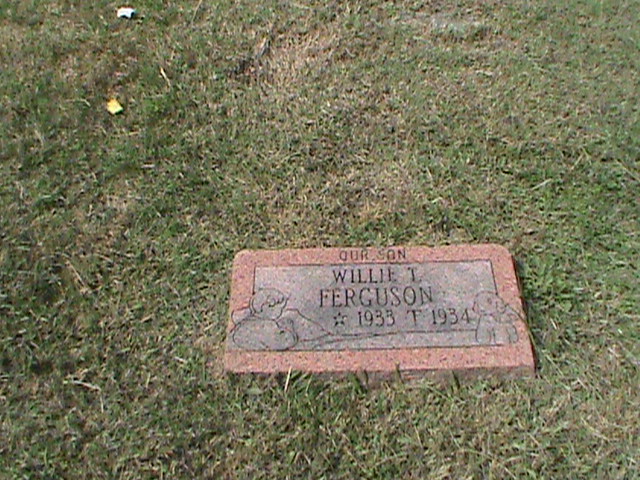 OUR SON
WILLIE T.
FERGUSON
☆ 1933 † 1934